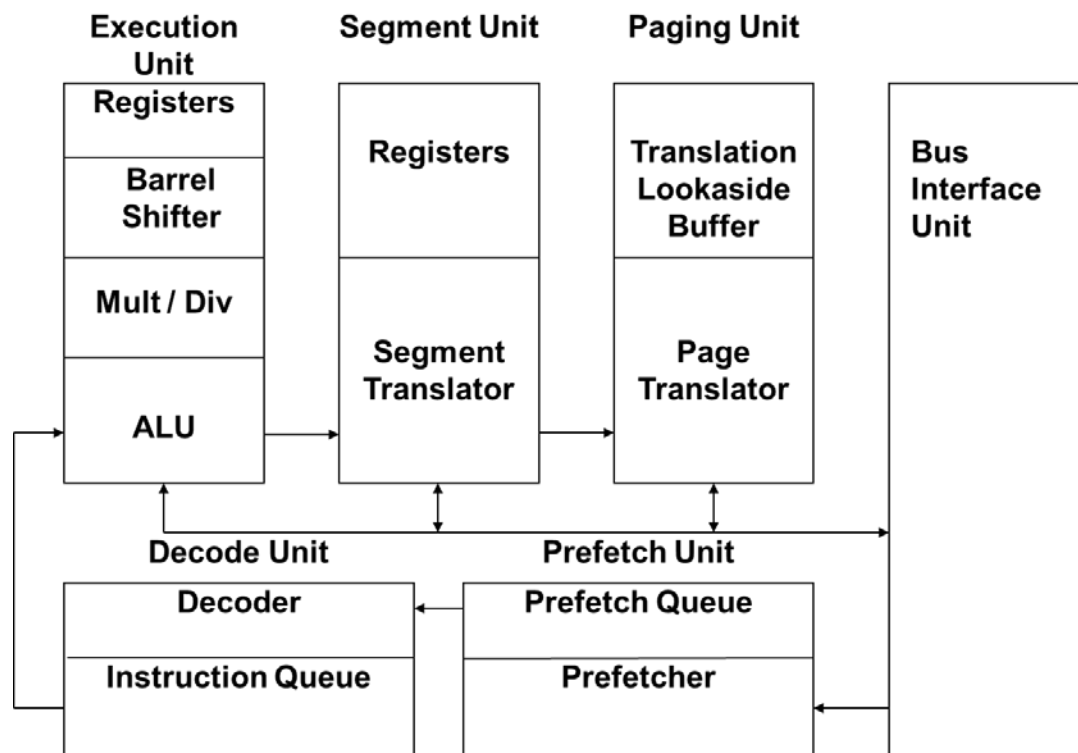 Execution
Unit
Segment Unit
Paging Unit
Registers
Barrel
Shifter
Mult / Div
ALU
Registers
Segment
Translator
Translation
Lookaside
Buffer
Page
Translator
Bus
Interface
Unit
Decode Unit
Prefetch Unit
Decoder
Instruction Queue
Prefetch Queue
Prefetcher